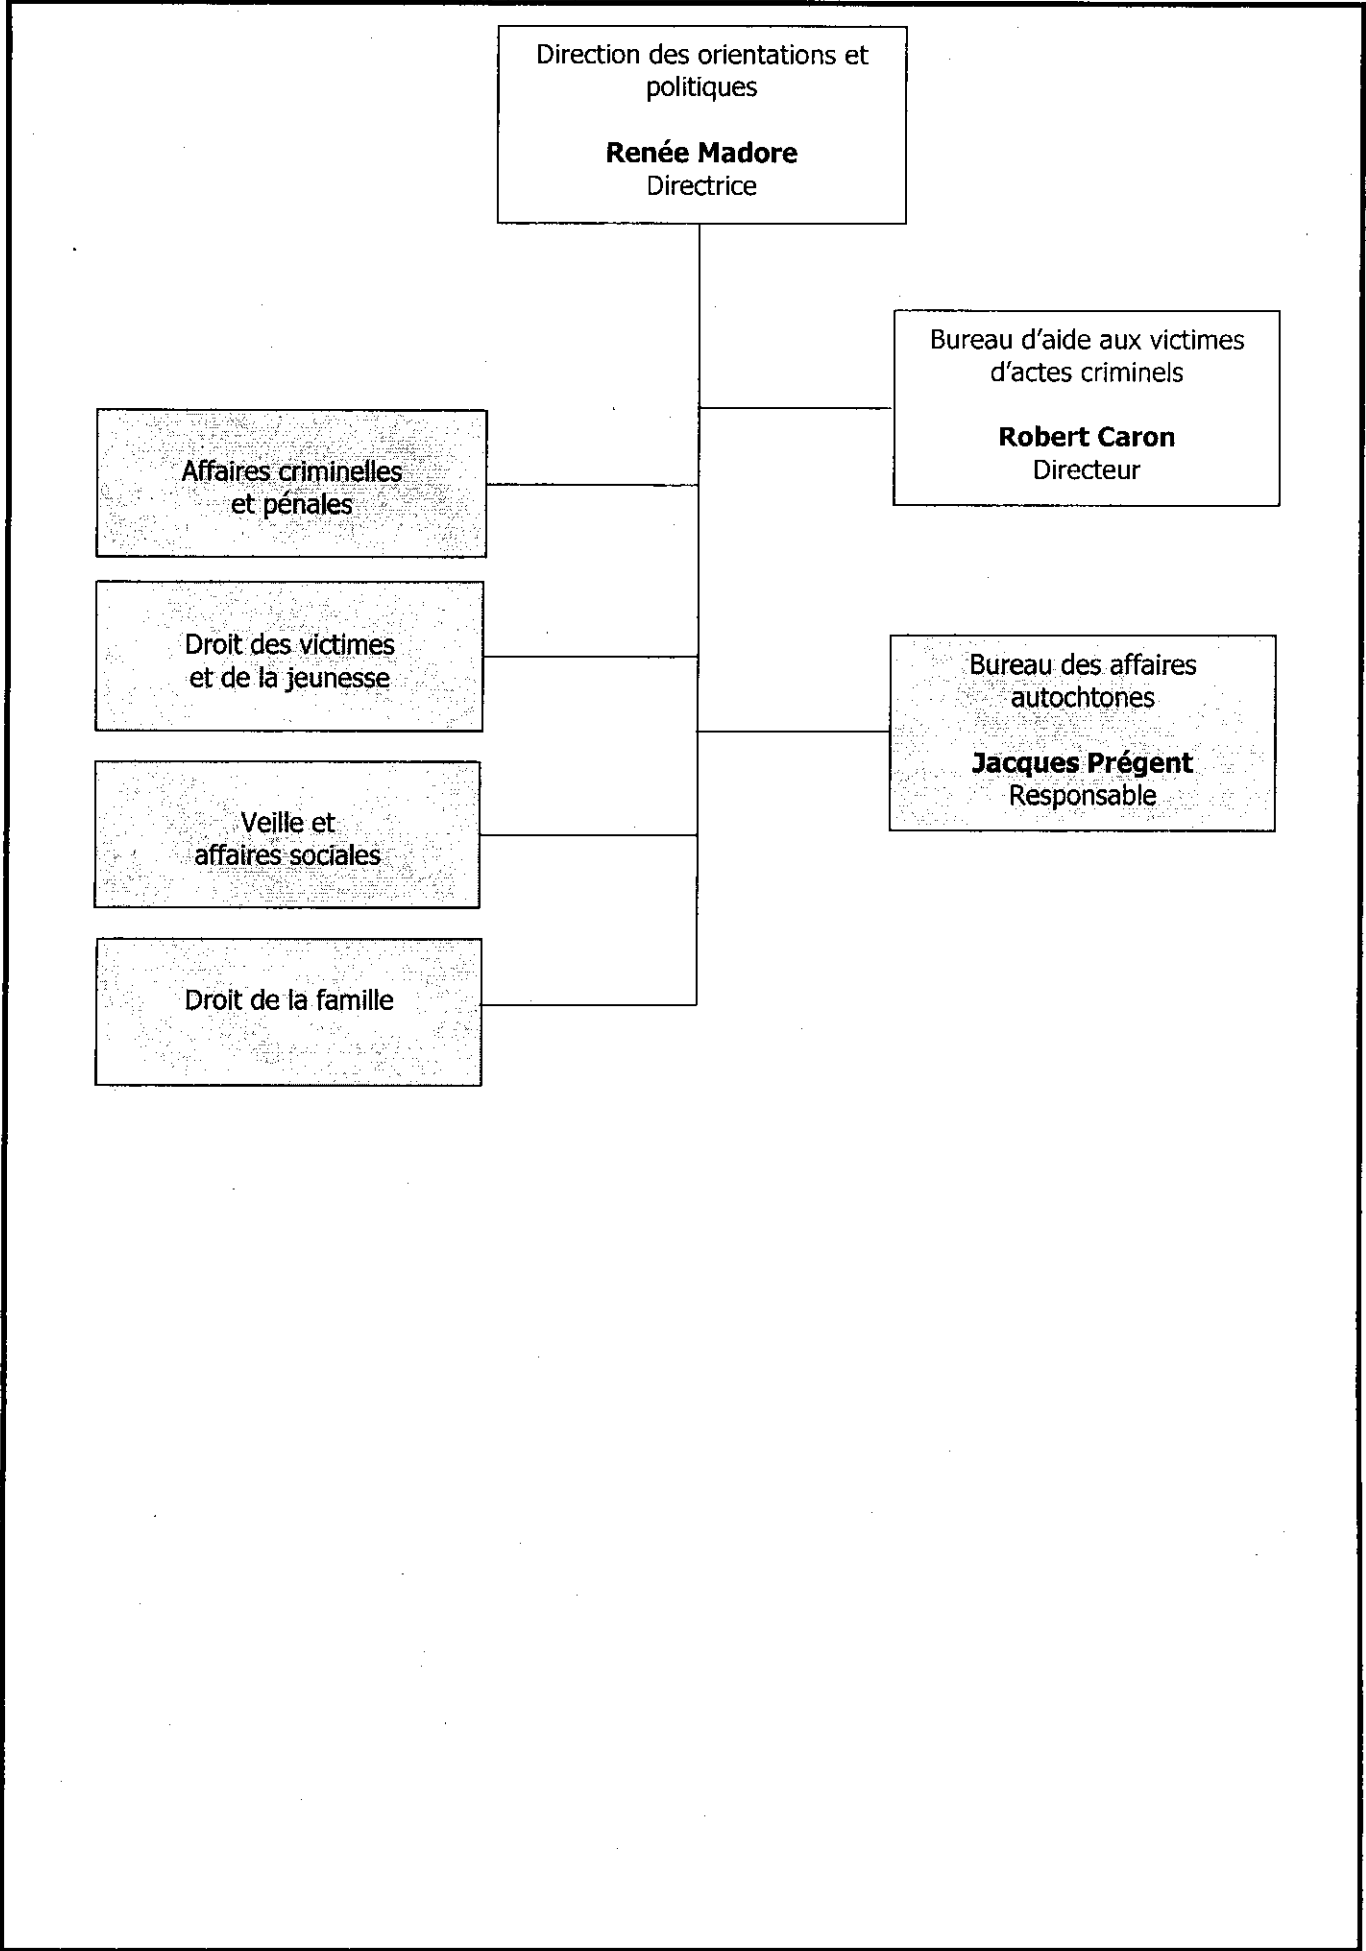 Direction des orientations et
politiques
Renée Madore
Directrice
Bureau d'aide aux victimes
d'actes criminels
Robert Caron
Directeur
Affaires criminelles
et pénales
Droit des victimes
et de la jeunesse
Bureau des affaires
autochtones
Jacques Prégent
Responsable
Veille et
affaires sociales
Droit de la famille